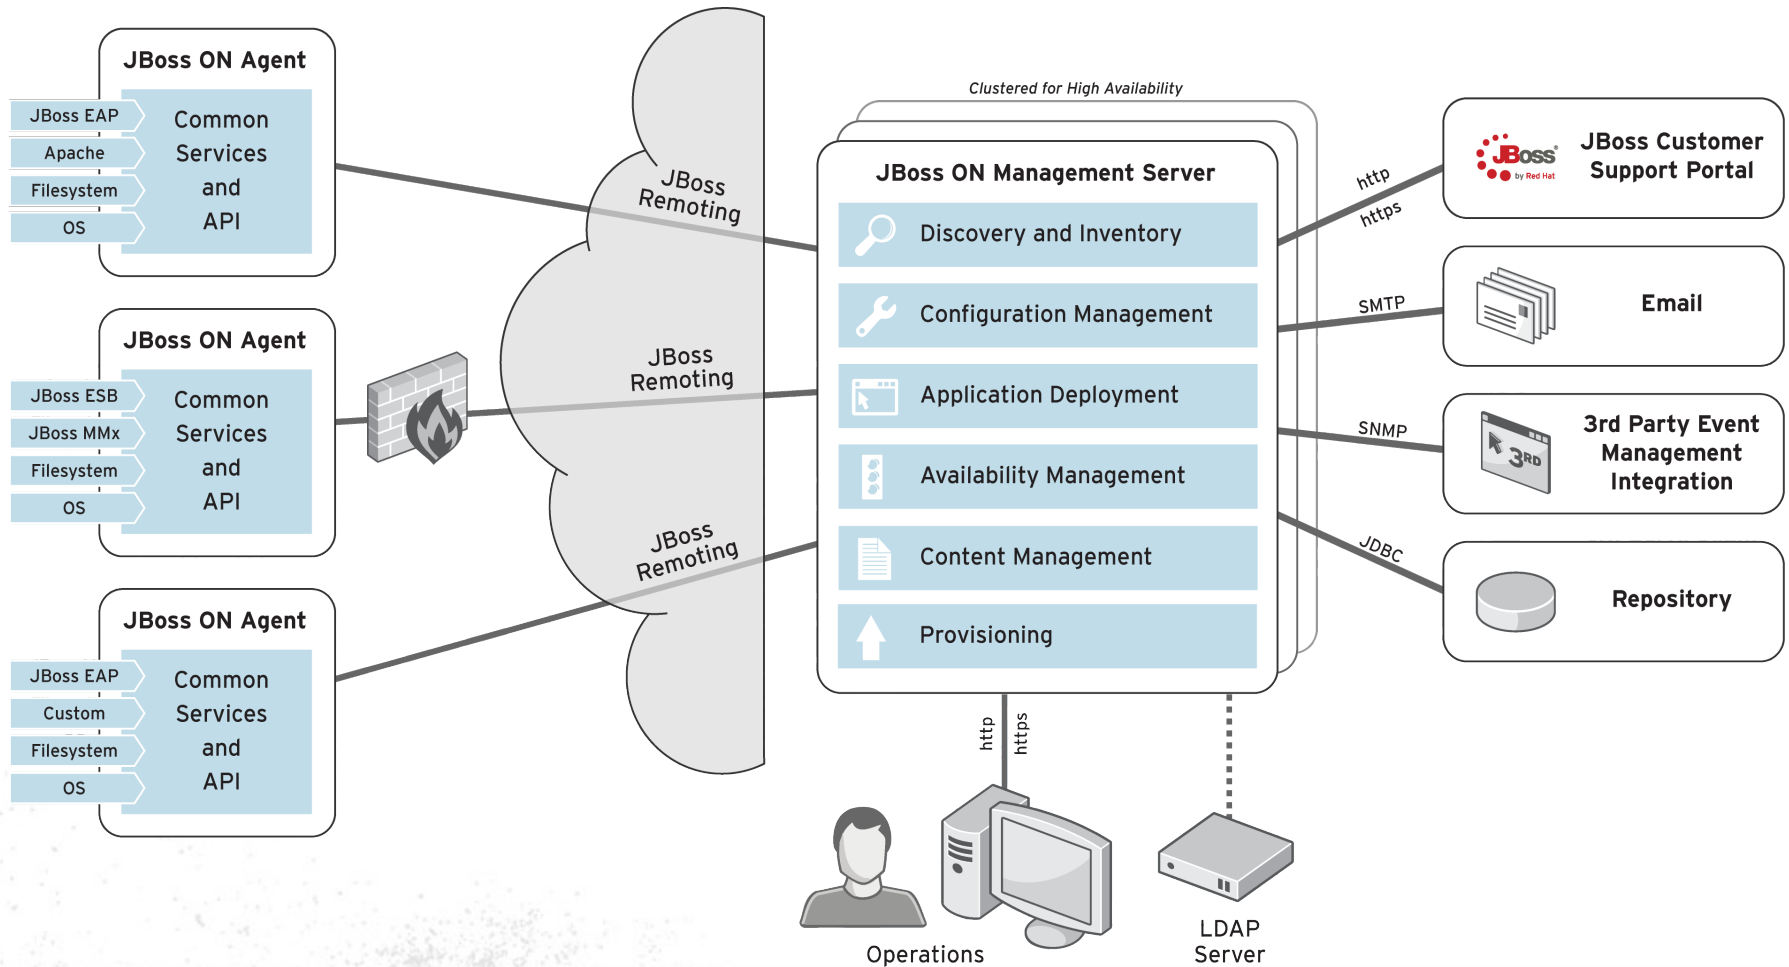 JBoss ON Agent
JBoss EAP
Apache
Filesystem
OS
Common
Services
and
API
JBoss ON Agent
JBoss ESB
JBoss MMx
Filesystem
OS
Common
Services
and
API
JBoss ON Agent
JBoss EAP
Custom
Filesystem
OS
Common
Services
and
API
JBoss
Remoting
JBoss
Remoting
JBoss
Remoting
Clustered for High Availability
JBoss ON Management Server
Discovery and Inventory
Configuration Management
Application Deployment
Availability Management
Content Management
Provisioning
http
https
SMTP
SNMP
JDBC
JBoss®
by Red Hat
JBoss Customer
Support Portal
Email
3RD
3rd Party Event
Management
Integration
Repository
http
https
Operations
LDAP
Server